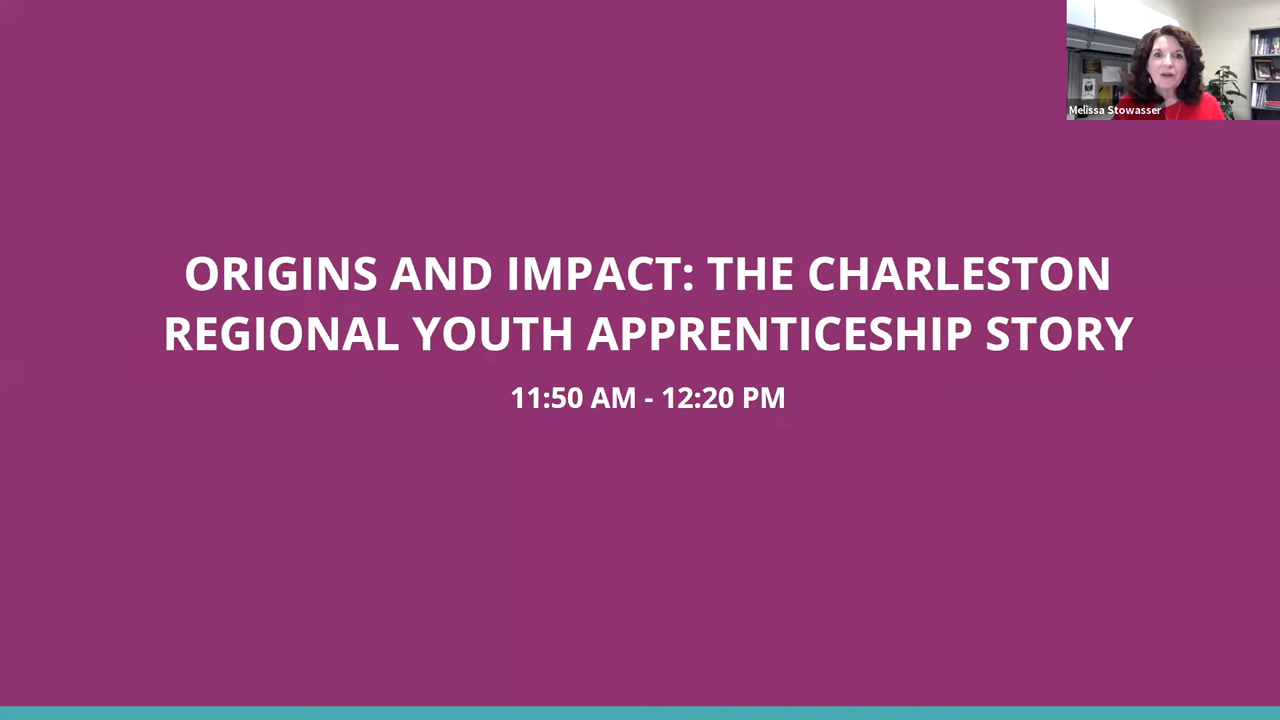 Melissa Stowasser
ORIGINS AND IMPACT: THE CHARLESTON
REGIONAL YOUTH APPRENTICESHIP STORY
11:50 AM - 12:20 PM